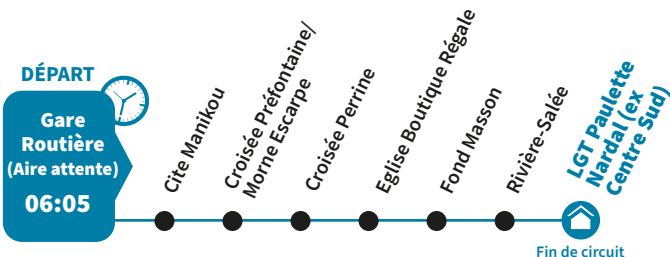 DÉPART
Gare
Routière
(Aire attente)
06:05
Cite Manikou
Croisée Préfontaine/
Morne Escarpe
Croisée Perrine
Eglise Boutique Régale
Fond Masson
Rivière-Salée
LGT Paulette
Nardal (ex
Centre Sud)
Fin de circuit